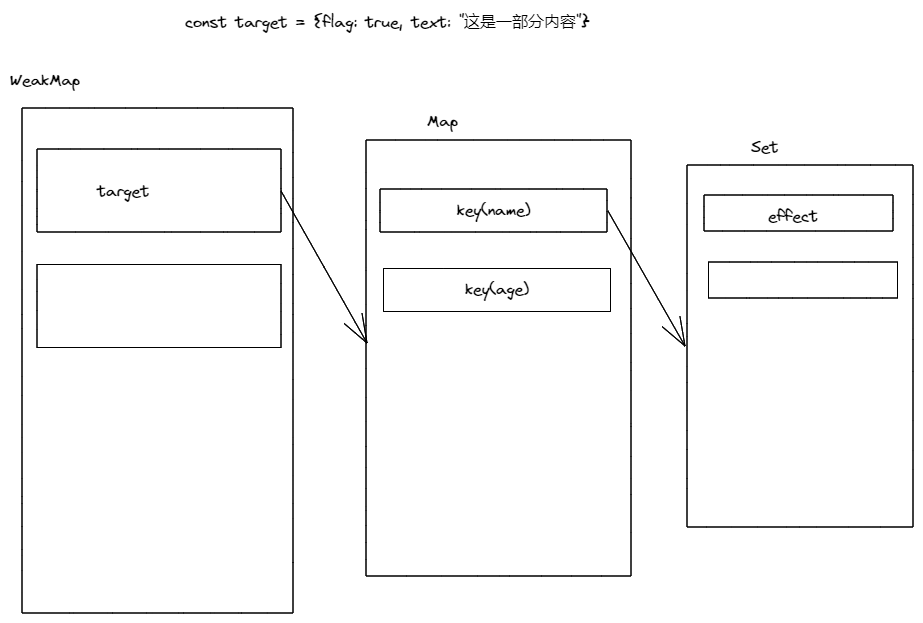 const target = {flag: true, text: "这是一部分内容"}
WeakMap
target
Map
key(name)
key(age)
Set
effect